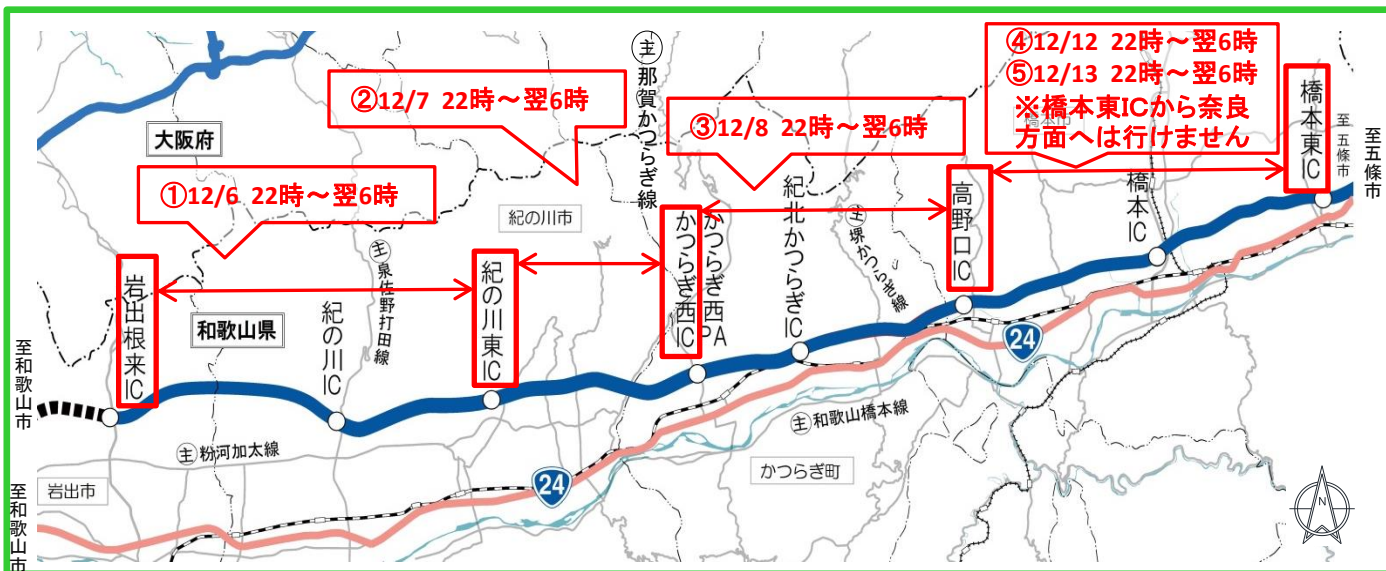 ④12/12 22時～翌6時
⑤12/13 22時～翌6時
※橋本東ICから奈良
方面へは行けません
②12/7 22時～翌6時
③12/8 22時～翌6時
①12/6 22時～翌6時
大阪府
和歌山県
紀の川市
主那賀かつらぎ線
主泉佐野打田線
主堺かつらぎ線
至和歌山市
岩出根来IC
紀の川IC
紀の川東IC
かつらぎ西IC
かつらぎ西PA
紀北かつらぎIC
高野口IC
橋本IC
橋本東IC
至五條市
至五條市
主粉河加太線
主和歌山橋本線
24
24
岩出市
かつらぎ町
至和歌山市
N